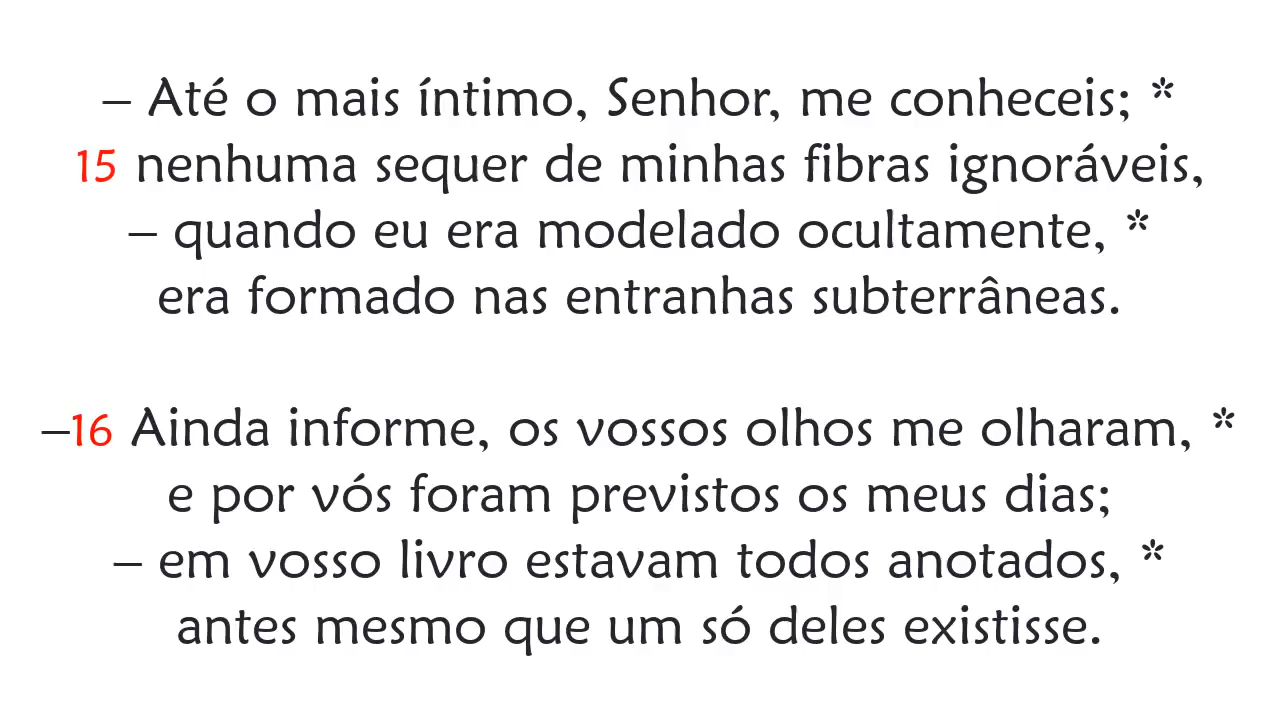 – Até o mais íntimo, Senhor, me conheceis; *
15 nenhuma sequer de minhas fibras ignoráveis,
– quando eu era modelado ocultamente, *
era formado nas entranhas subterrâneas.
–16 Ainda informe, os vossos olhos me olharam, *
e por vós foram previstos os meus dias;
– em vosso livro estavam todos anotados, *
antes mesmo que um só deles existisse.